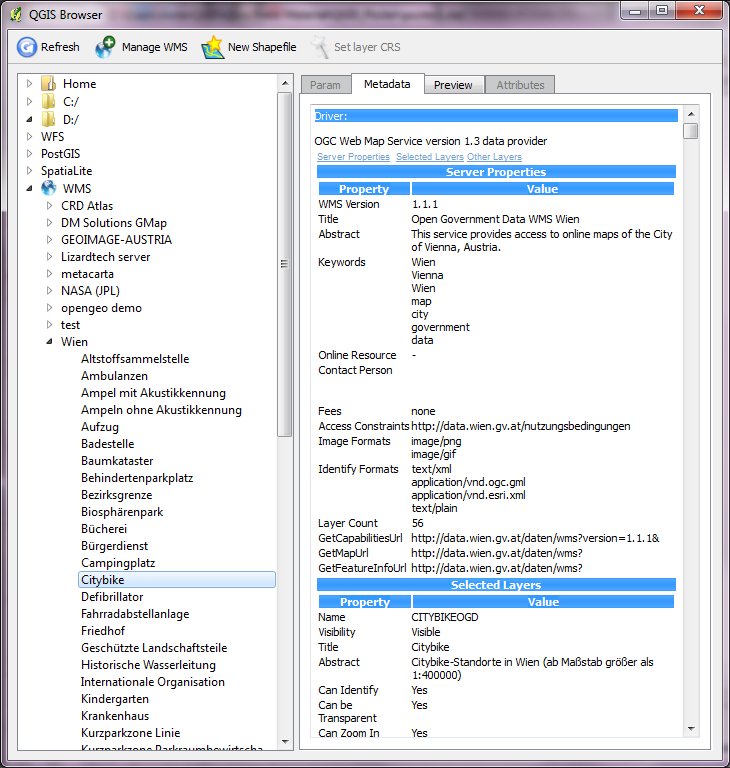 QGIS Browser
Refresh Manage WMS New Shapefile Set layer CRS
Home
C:/
D:/
WFS
PostGIS
SpatiaLite
WMS
CRD Atlas
DM Solutions GMap
GEOIMAGE-AUSTRIA
Lizardtech server
metacarta
NASA (JPL)
opengeo demo
test
Wien
Altstoffsammelstelle
Ambulanzen
Ampel mit Akustikkennung
Ampeln ohne Akustikkennung
Aufzug
Badestelle
Baumkataster
Behindertenparkplatz
Bezirksgrenze
Biosphärenpark
Bücherei
Bürgerdienst
Campingplatz
Citybike
Defibrillator
Fahrradabstellanlage
Friedhof
Geschützte Landschaftsteile
Historische Wasserleitung
Internationale Organisation
Kindergarten
Krankenhaus
Kurzparkzone Linie
Kurzparkzone Parkraumbewirtscha
Param Metadata Preview Attributes
Driver:
OGC Web Map Service version 1.3 data provider
Server Properties Selected Layers Other Layers
Server Properties
Property Value
WMS Version 1.1.1
Title Open Government Data WMS Wien
Abstract This service provides access to online maps of the City
of Vienna, Austria.
Keywords Wien
Vienna
Wien
map
city
government
data
Online Resource -
Contact Person
Fees none
Access Constraints http://data.wien.gv.at/nutzungsbedingungen
Image Formats image/png
image/gif
Identify Formats text/xml
application/vnd.ogc.gml
application/vnd.esri.xml
text/plain
Layer Count 56
GetCapabilitiesUrl http://data.wien.gv.at/daten/wms?version=1.1.1&
GetMapUrl http://data.wien.gv.at/daten/wms?
GetFeatureInfoUrl http://data.wien.gv.at/daten/wms?
Selected Layers
Property Value
Name CITYBIKEOGD
Visibility Visible
Title Citybike
Abstract Citybike-Standorte in Wien (ab Maßstab größer als
1:400000)
Can Identify Yes
Can be Yes
Transparent
Can Zoom In Yes